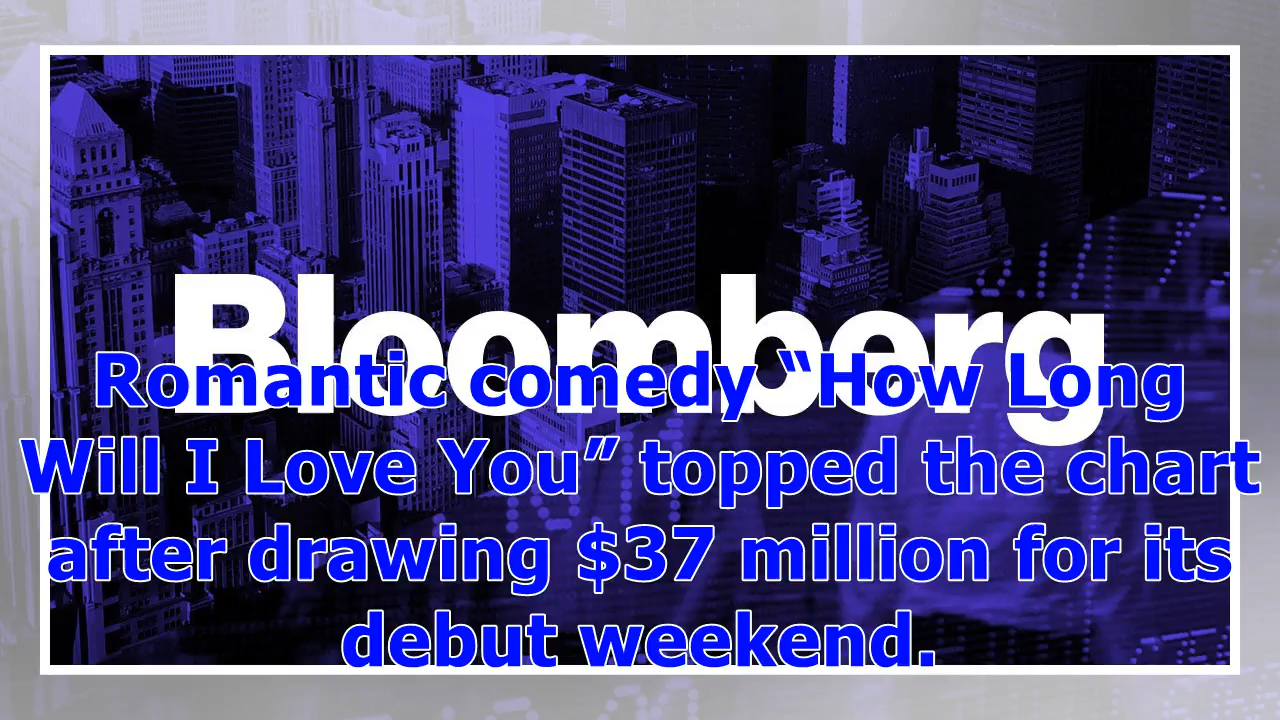 Bloomberg
Romantic comedy “How Long
Will I Love You” topped the chart
after drawing $37 million for its
debut weekend.